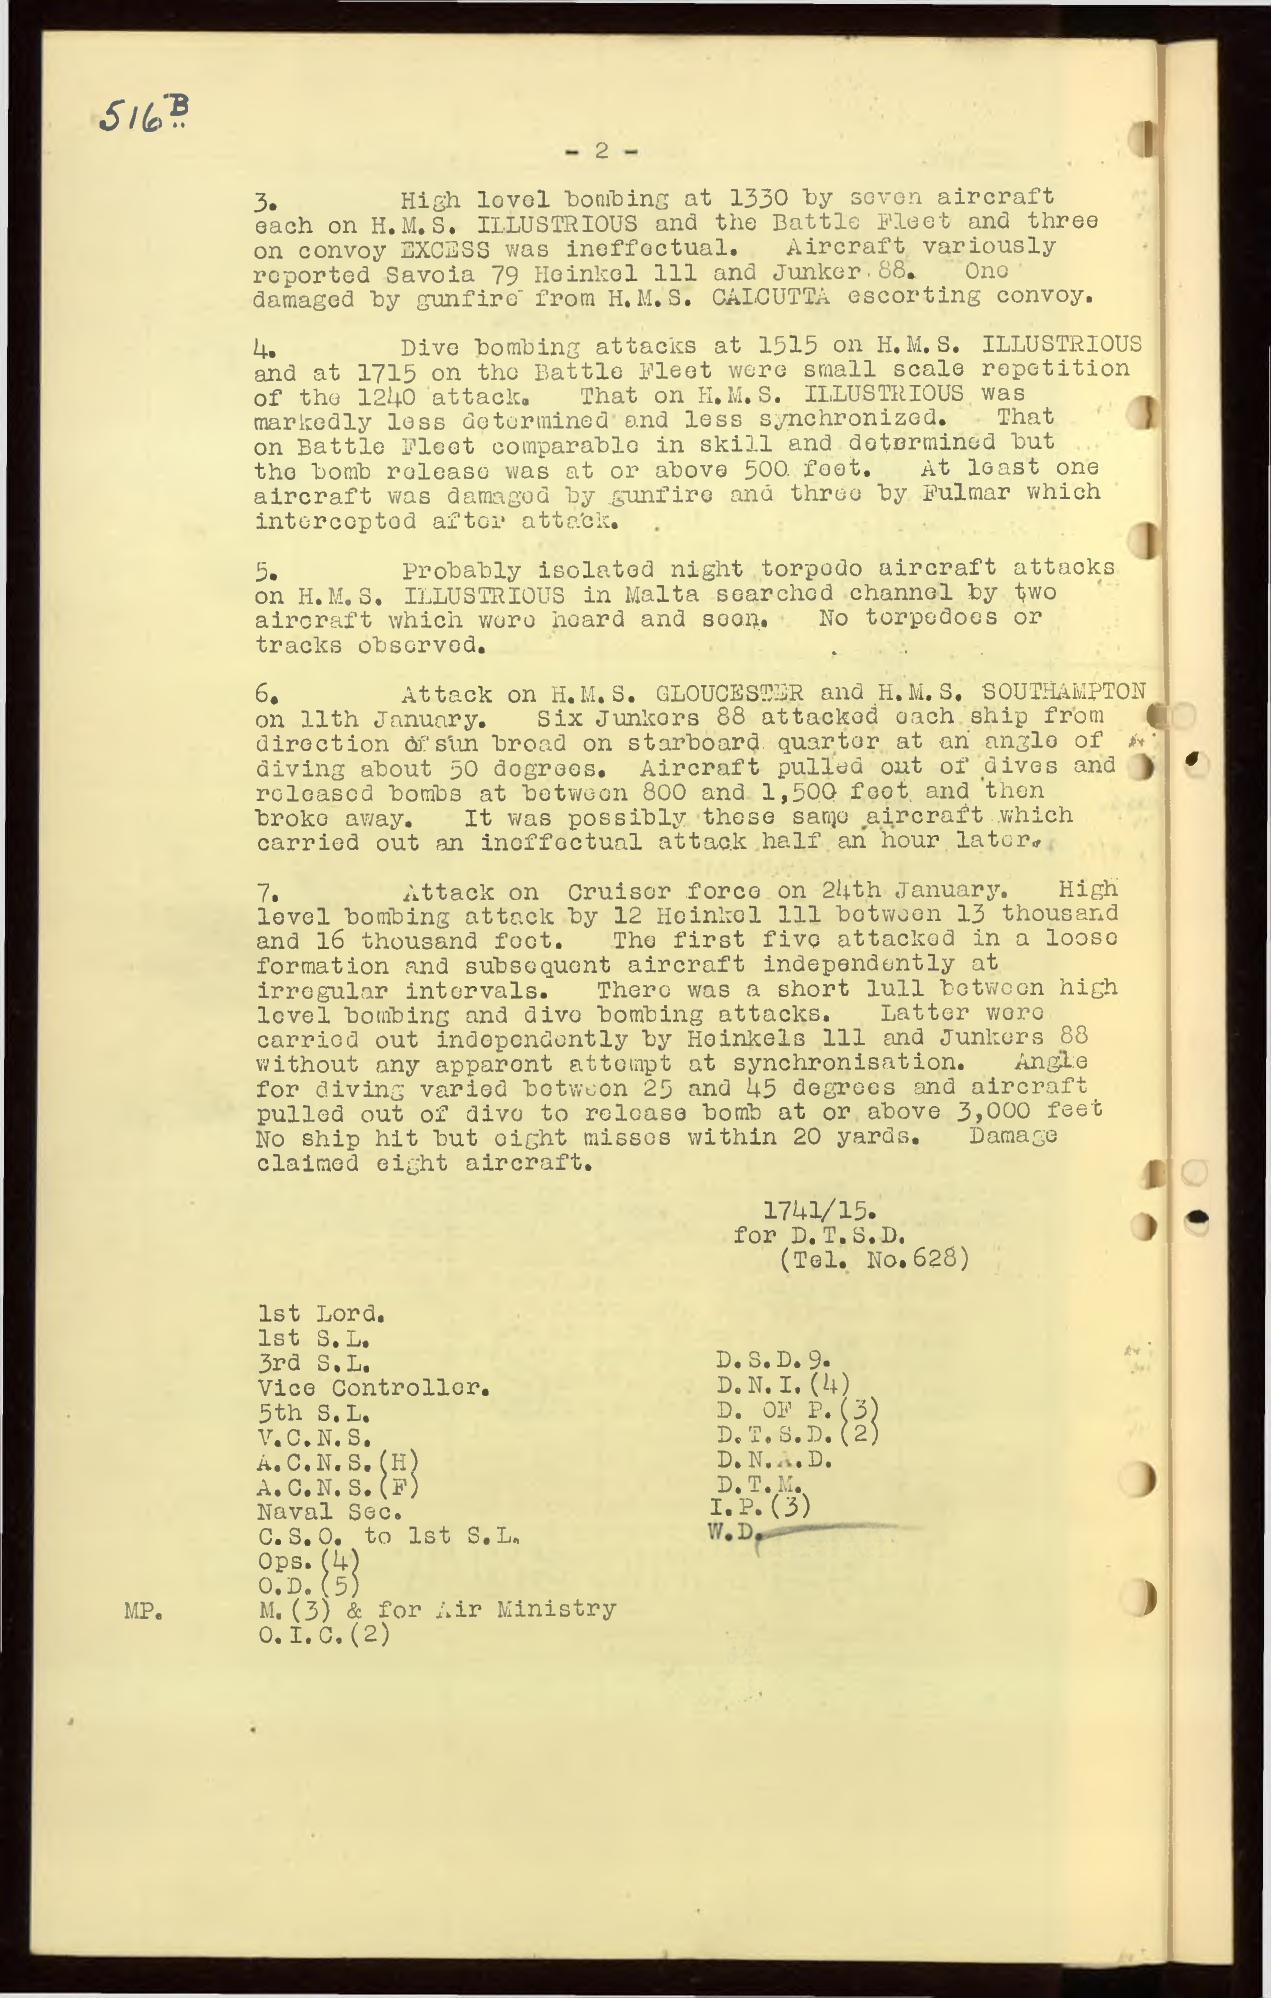 516B
- 2 -
3. High level bombing at 1330 by seven aircraft
each on H.M.S. ILLUSTRIOUS and the Battle Fleet and three
on convoy EXCESS was ineffectual. Aircraft variously
reported Savoia 79 Heinkel 111 and Junker 88. One
damaged by gunfire from H.M.S. CALCUTTA escorting convoy.
4. Dive bombing attacks at 1515 on H.M.S. ILLUSTRIOUS
and at 1715 on the Battle Fleet were small scale repetition
of the 1240 attack. That on H.M.S. ILLUSTRIOUS was
markedly less determined and less synchronized. That
on Battle Fleet comparable in skill and determined but
the bomb release was at or above 500 feet. At least one
aircraft was damaged by gunfire and three by Fulmar which
intercepted after attack.
5. Probably isolated night torpedo aircraft attacks
on H.M.S. ILLUSTRIOUS in Malta searched channel by two
aircraft which were heard and seen. No torpedoes or
tracks observed.
6. Attack on H.M.S. GLOUCESTER and H.M.S. SOUTHAMPTON
on 11th January. Six Junkers 88 attacked each ship from
direction of sun broad on starboard quarter at an angle of
diving about 50 degrees. Aircraft pulled out of dives and
released bombs at between 800 and 1,500 feet and then
broke away. It was possibly these same aircraft which
carried out an ineffectual attack half an hour later.
7. Attack on Cruiser force on 24th January. High
level bombing attack by 12 Heinkel 111 between 13 thousand
and 16 thousand feet. The first five attacked in a loose
formation and subsequent aircraft independently at
irregular intervals. There was a short lull between high
level bombing and dive bombing attacks. Latter were
carried out independently by Heinkels 111 and Junkers 88
without any apparent attempt at synchronisation. Angle
for diving varied between 25 and 45 degrees and aircraft
pulled out of dive to release bomb at or above 3,000 feet
No ship hit but eight misses within 20 yards. Damage
claimed eight aircraft.
1741/15.
for D.T.S.D.
(Tel. No.628)
1st Lord.
1st S.L.
3rd S.L.
Vice Controller.
5th S.L.
V.C.N.S.
A.C.N.S.(H)
A.C.N.S.(F)
Naval Sec.
C.S.O. to 1st S.L.
Ops.(4)
O.D.(5)
MP. M.(3) & for Air Ministry
O.I.C.(2)
D.S.D.9.
D.N.I.(4)
D. OF P.(3)
D.T.S.D.(2)
D.N.A.D.
D.T.M.
I.P.(3)
W.D.